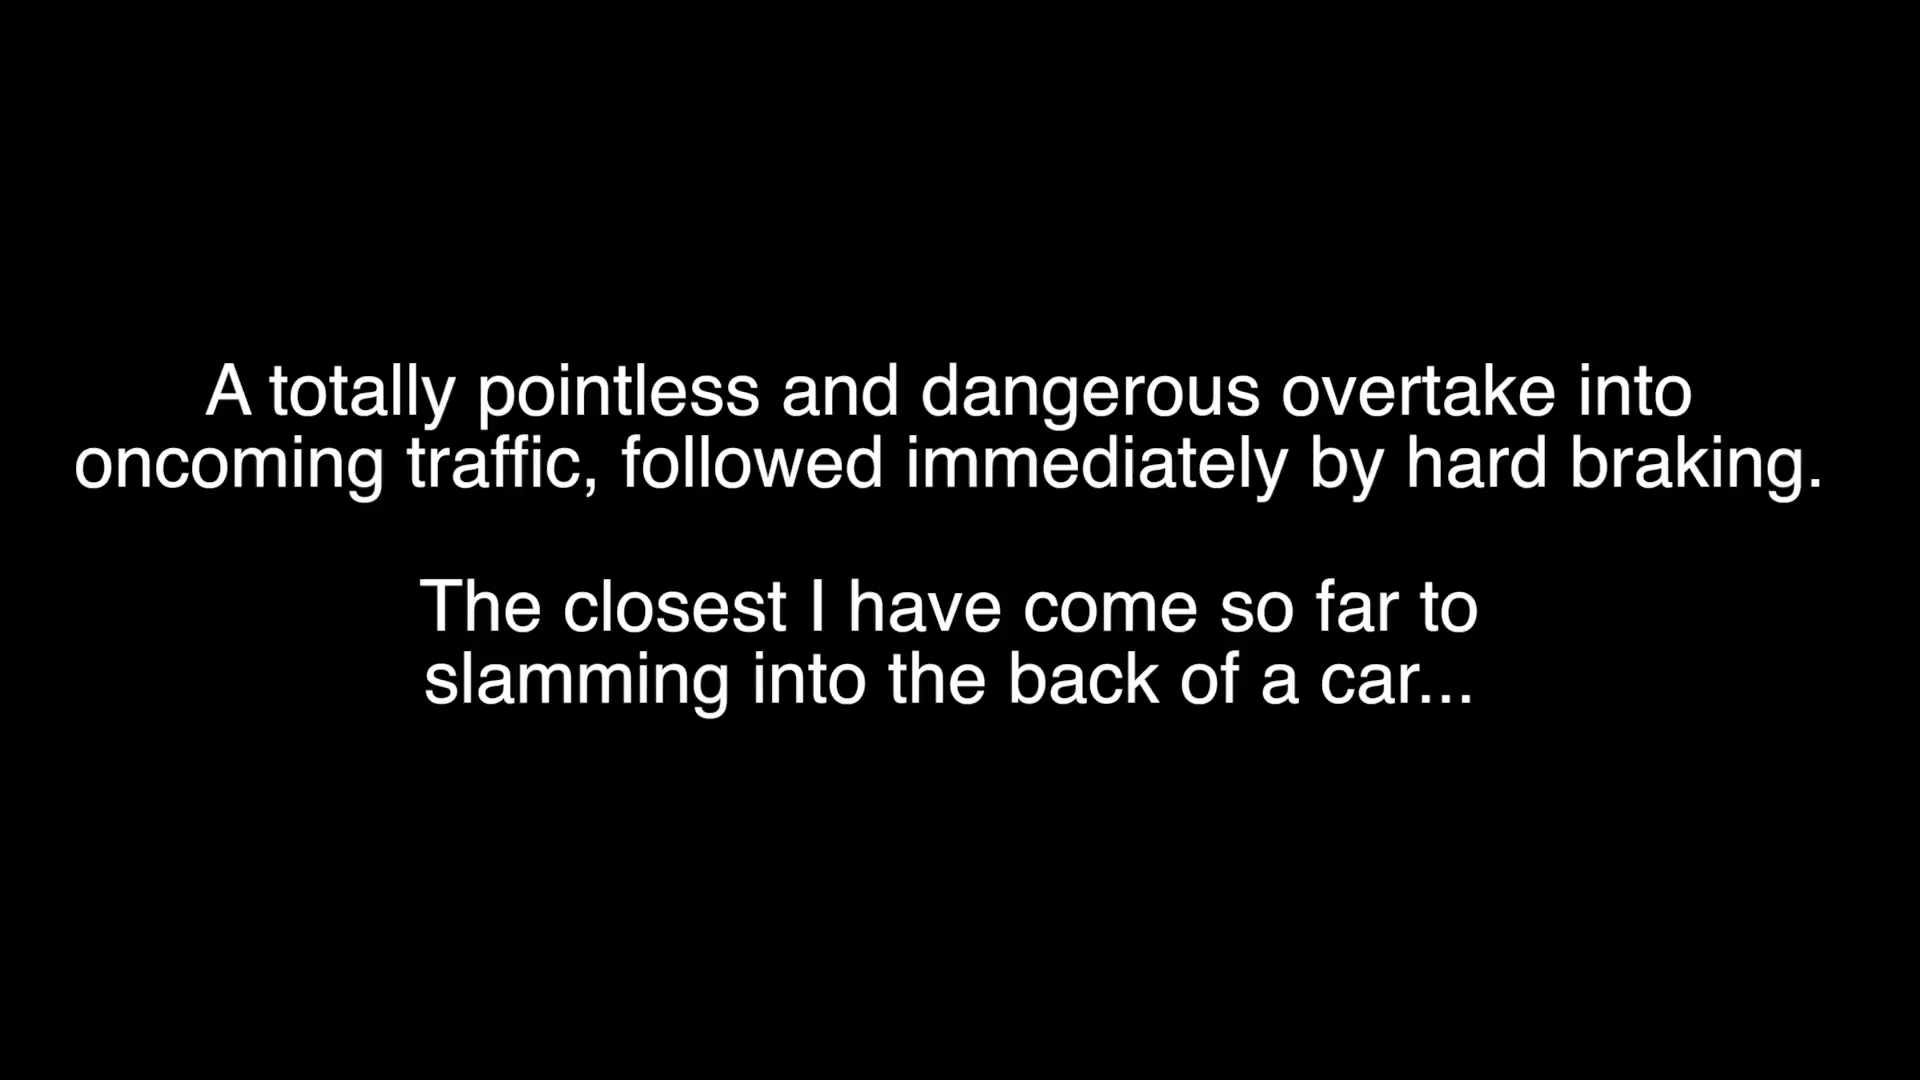 A totally pointless and dangerous overtake into
oncoming traffic, followed immediately by hard braking.
The closest I have come so far to
slamming into the back of a car...